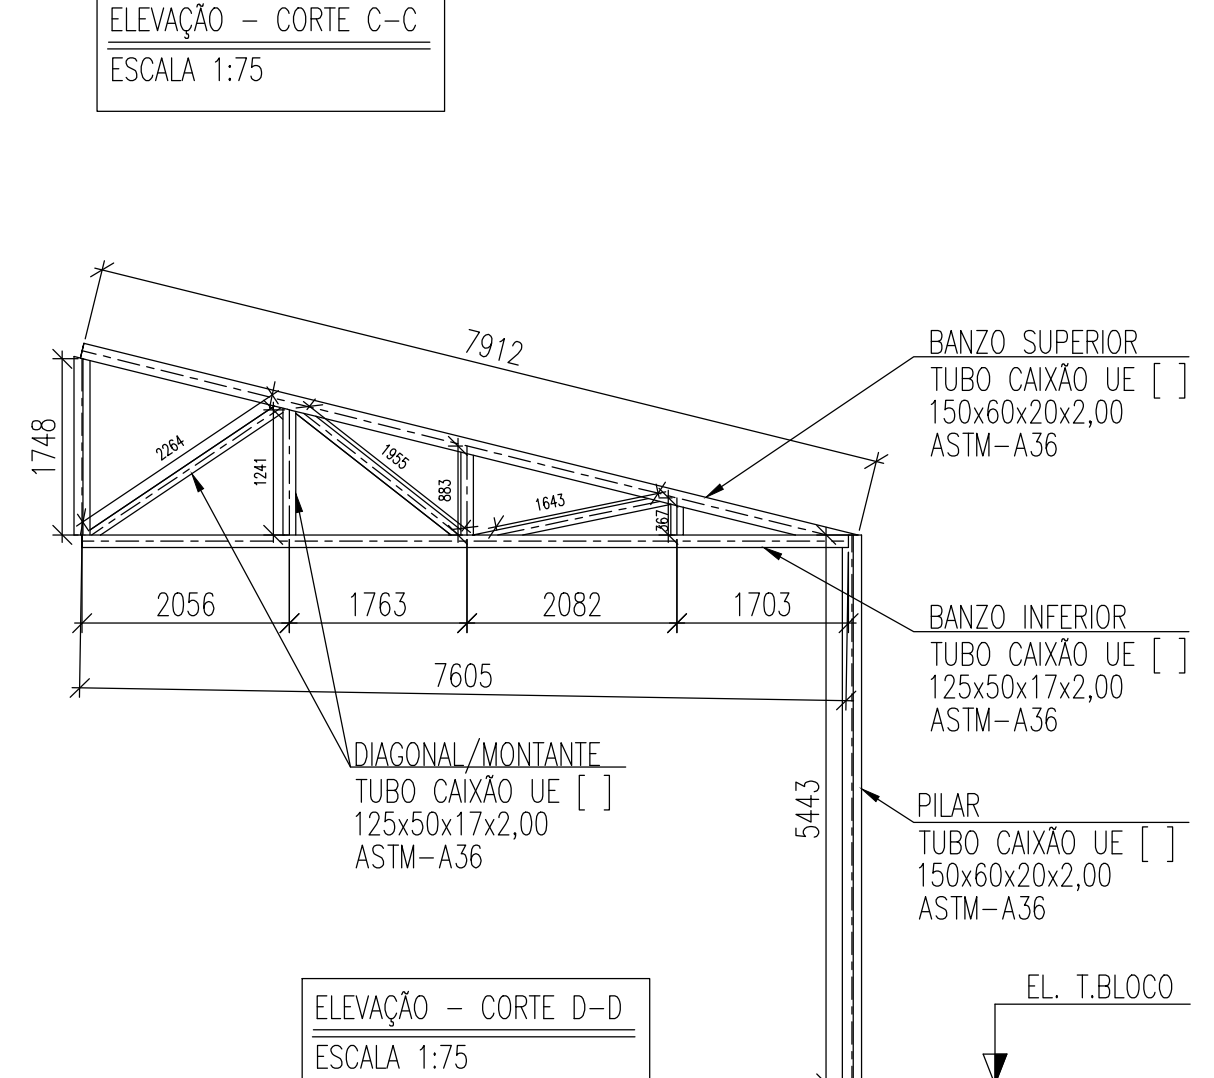 ELEVAÇÃO – CORTE C–C
ESCALA 1:75
7912
BANZO SUPERIOR
TUBO CAIXÃO UE [ ]
150x60x20x2,00
ASTM–A36
1748
2264
1241
1955
883
1643
367
2056
1763
2082
1703
BANZO INFERIOR
TUBO CAIXÃO UE [ ]
125x50x17x2,00
ASTM–A36
7605
DIAGONAL/MONTANTE
TUBO CAIXÃO UE [ ]
125x50x17x2,00
ASTM–A36
5443
PILAR
TUBO CAIXÃO UE [ ]
150x60x20x2,00
ASTM–A36
EL. T.BLOCO
ELEVAÇÃO – CORTE D–D
ESCALA 1:75